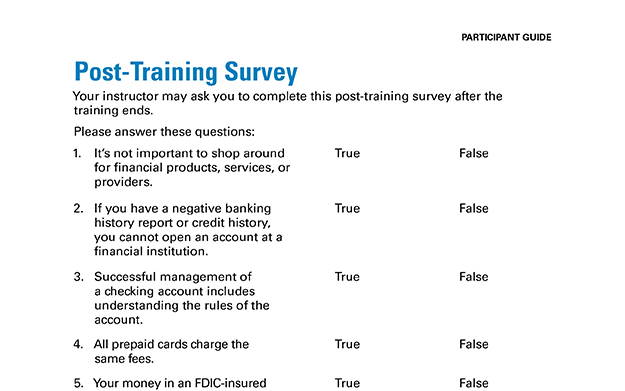 PARTICIPANT GUIDE
Post-Training Survey
Your instructor may ask you to complete this post-training survey after the
training ends.
Please answer these questions:
1. It's not important to shop around True False
for financial products, services, or
providers.
2. If you have a negative banking True False
history report or credit history,
you cannot open an account at a
financial institution.
3. Successful management of True False
a checking account includes
understanding the rules of the
account.
4. All prepaid cards charge the True False
same fees.
5. Your money in an FDIC-insured True False